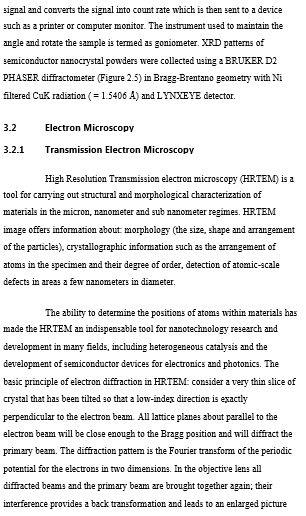 signal and converts the signal into count rate which is then sent to a device
such as a printer or computer monitor. The instrument used to maintain the
angle and rotate the sample is termed as goniometer. XRD patterns of
semiconductor nanocrystal powders were collected using a BRUKER D2
PHASER diffractometer (Figure 2.5) in Bragg-Brentano geometry with Ni
filtered CuK radiation ( = 1.5406 Å) and LYNXEYE detector.
3.2 Electron Microscopy
3.2.1 Transmission Electron Microscopy
High Resolution Transmission electron microscopy (HRTEM) is a
tool for carrying out structural and morphological characterization of
materials in the micron, nanometer and sub nanometer regimes. HRTEM
image offers information about: morphology (the size, shape and arrangement
of the particles), crystallographic information such as the arrangement of
atoms in the specimen and their degree of order, detection of atomic-scale
defects in areas a few nanometers in diameter.
The ability to determine the positions of atoms within materials has
made the HRTEM an indispensable tool for nanotechnology research and
development in many fields, including heterogeneous catalysis and the
development of semiconductor devices for electronics and photonics. The
basic principle of electron diffraction in HRTEM: consider a very thin slice of
crystal that has been tilted so that a low-index direction is exactly
perpendicular to the electron beam. All lattice planes about parallel to the
electron beam will be close enough to the Bragg position and will diffract the
primary beam. The diffraction pattern is the Fourier transform of the periodic
potential for the electrons in two dimensions. In the objective lens all
diffracted beams and the primary beam are brought together again; their
interference provides a back transformation and leads to an enlarged picture